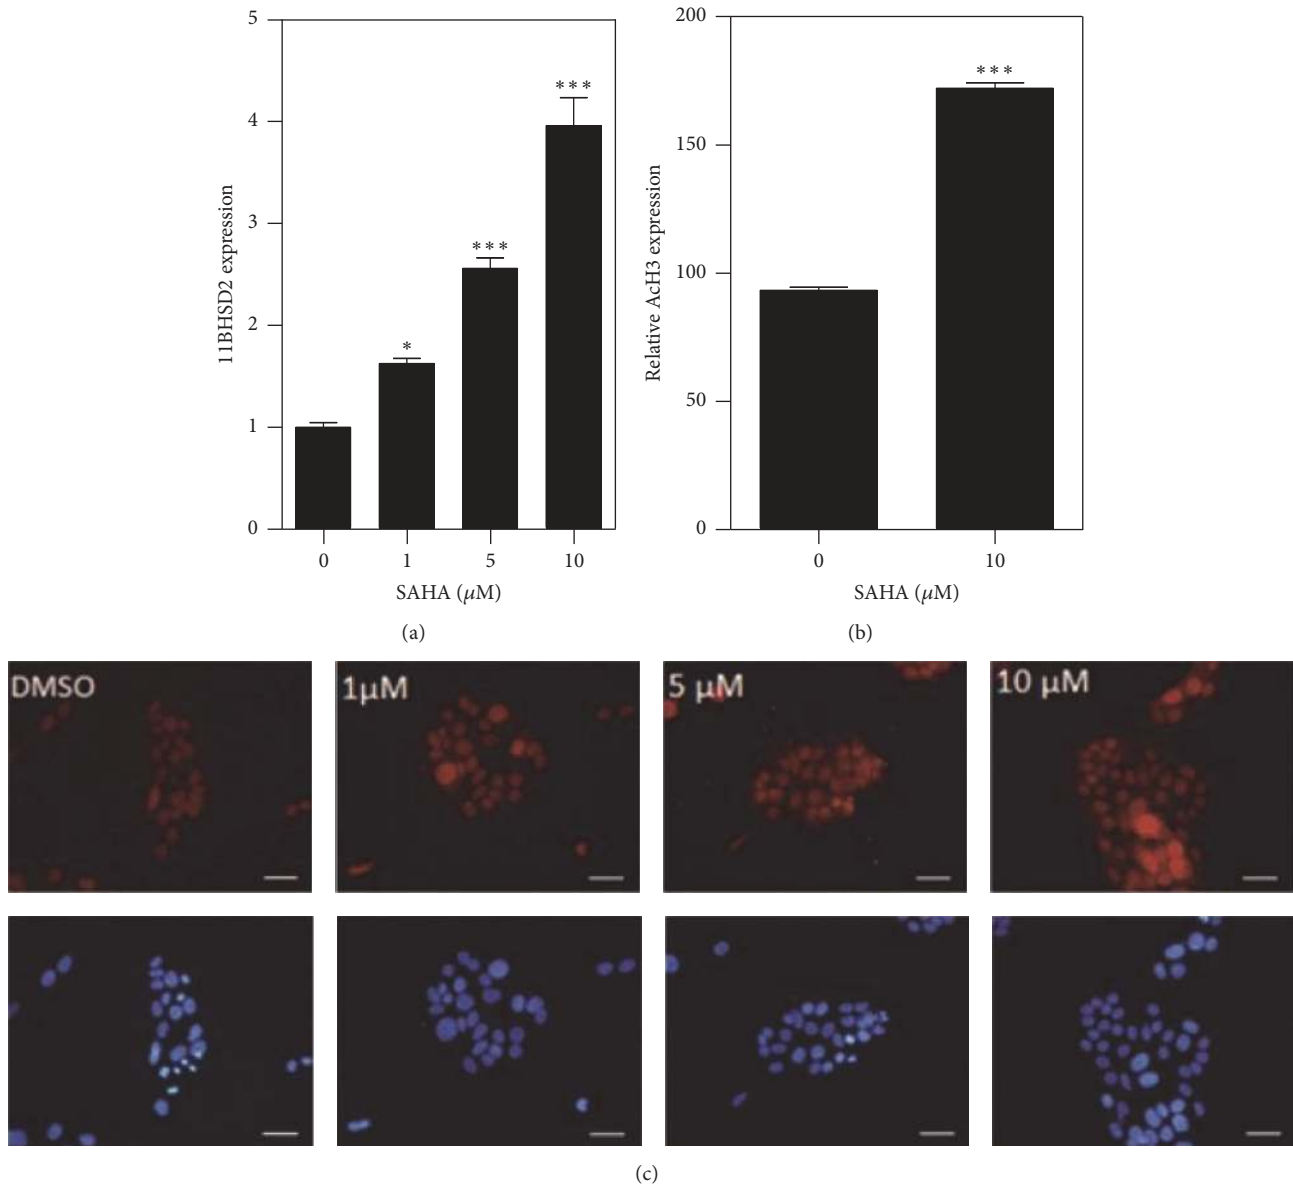 5
4
3
2
1
0
11BHSD2 expression
*
***
***
0 1 5 10
SAHA (μM)
(a)
200
150
100
50
0
Relative AcH3 expression
***
0 10
SAHA (μM)
(b)
DMSO
1μM
5 μM
10 μM
(c)